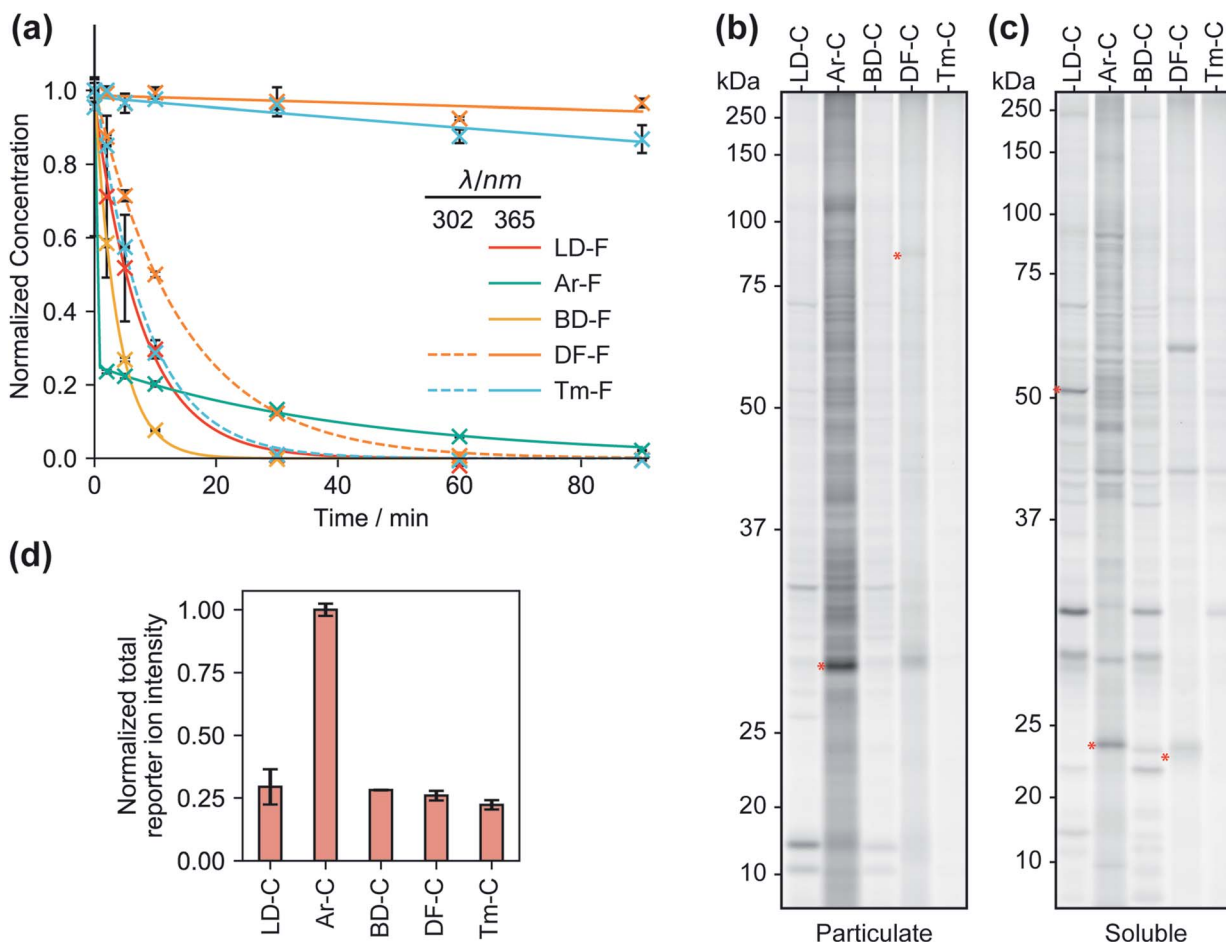 (a)
Normalized Concentration
1.0
0.8
0.6
0.4
0.2
0.0
0 20 40 60 80
Time / min
λ/nm
302 365
LD-F
Ar-F
BD-F
DF-F
Tm-F
(b)
LD-C Ar-C BD-C DF-C Tm-C
kDa
250
150
100
75
50
37
25
20
10
* * *
Particulate
(c)
LD-C Ar-C BD-C DF-C Tm-C
kDa
250
150
100
75
50
37
25
20
10
* * *
Soluble
(d)
Normalized total
reporter ion intensity
1.00
0.75
0.50
0.25
0.00
LD-C Ar-C BD-C DF-C Tm-C